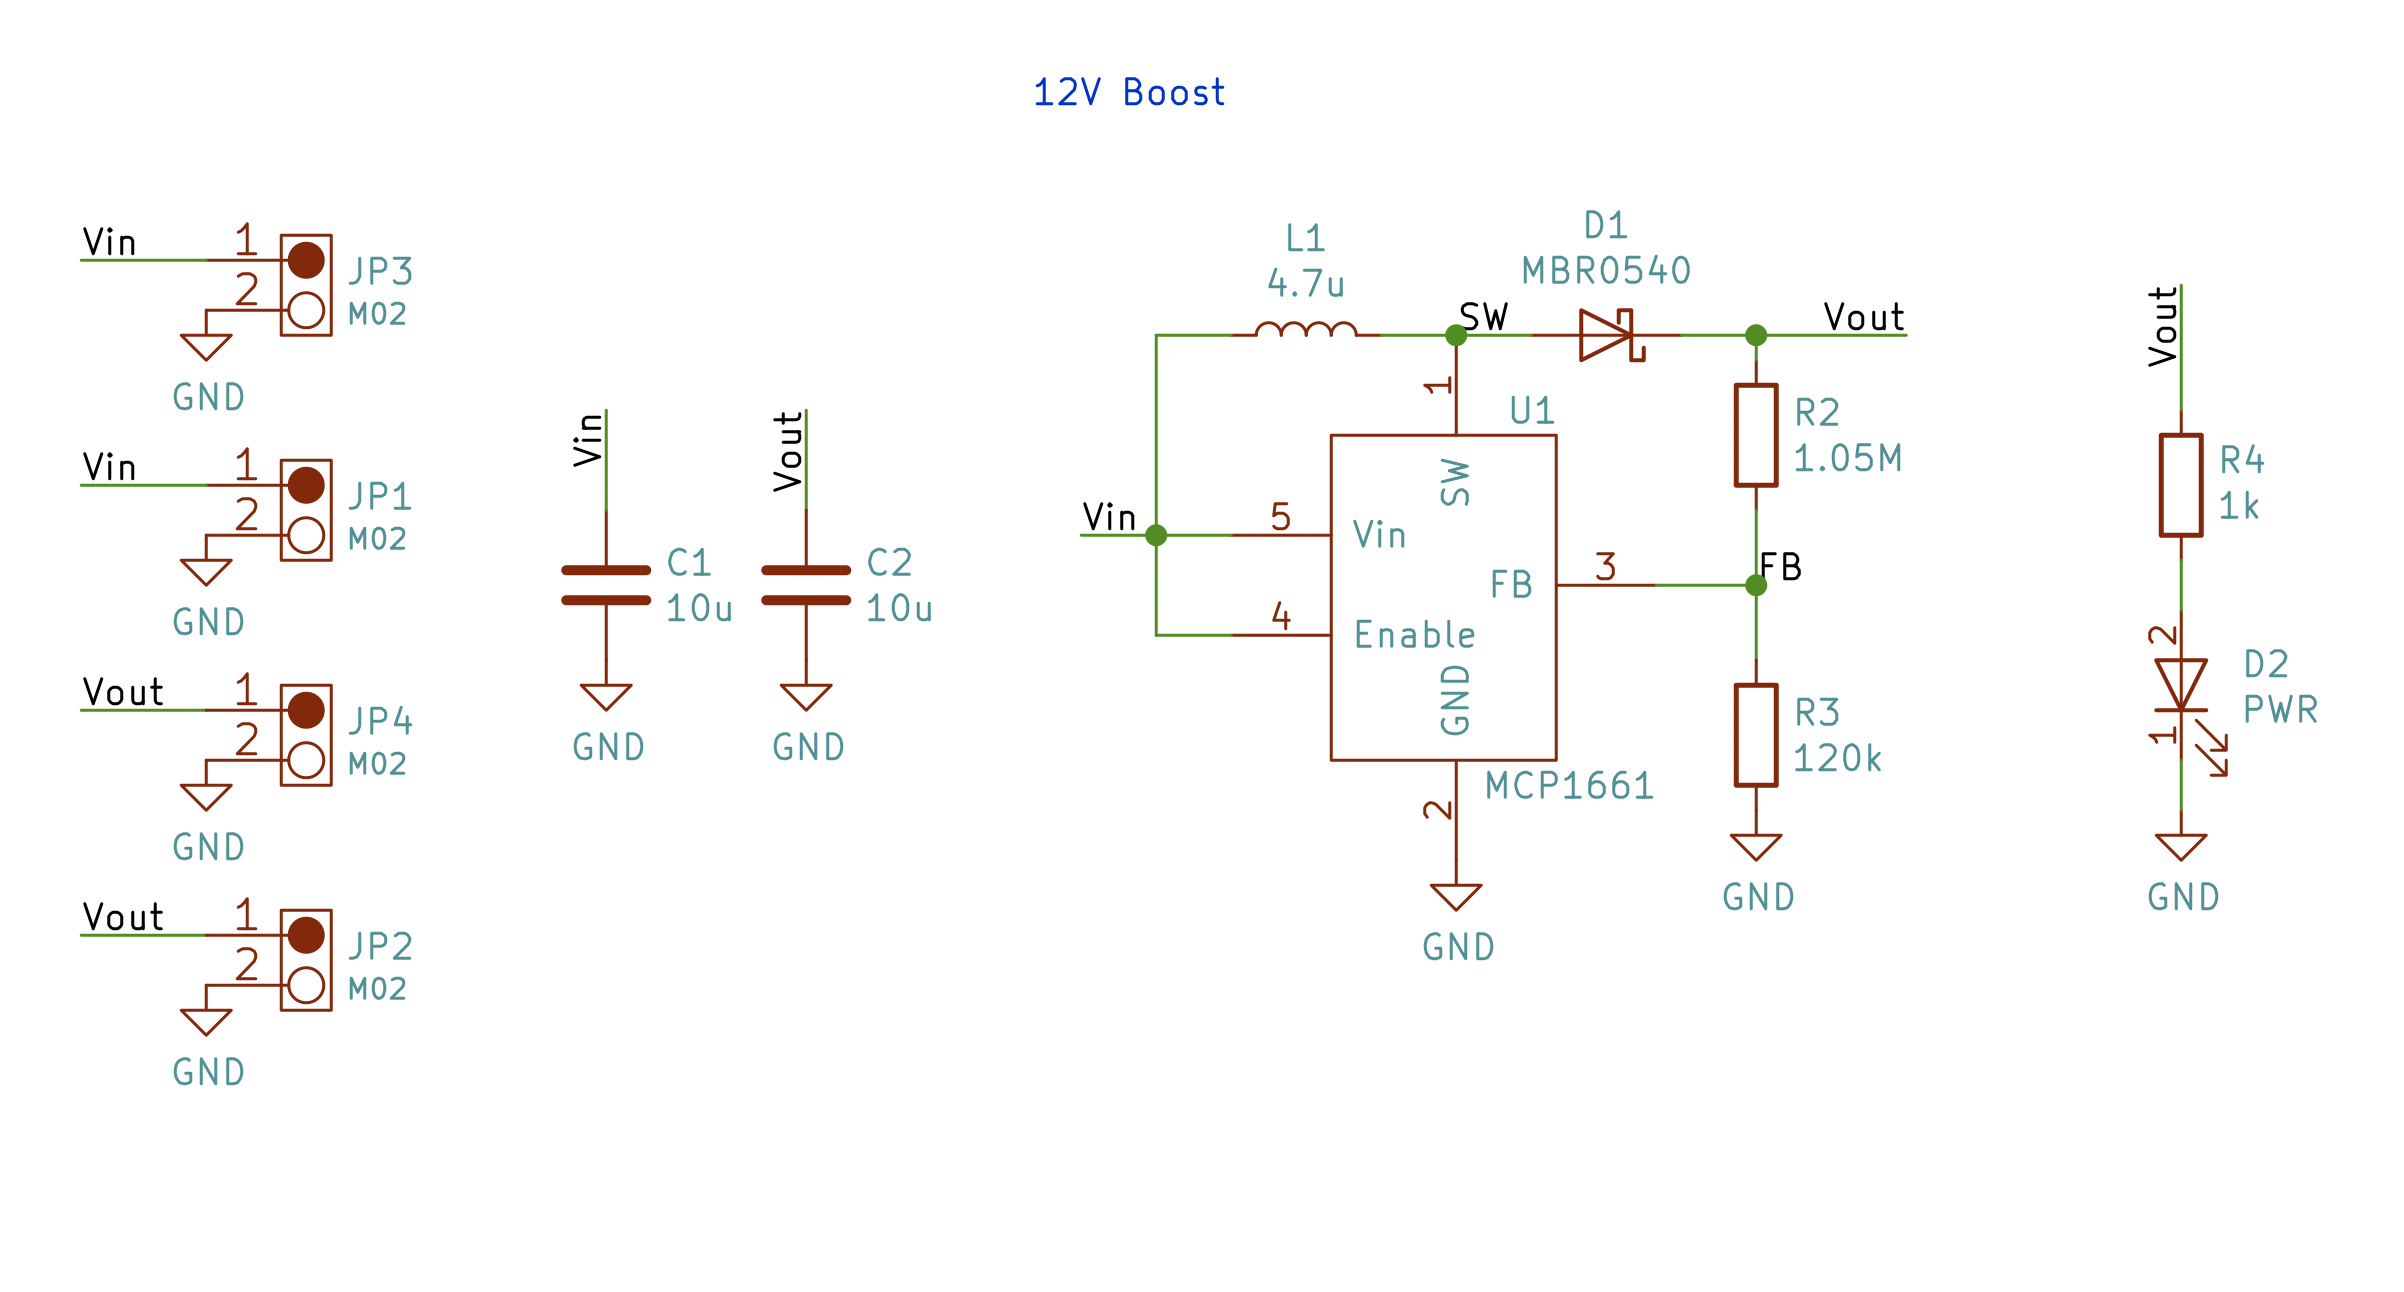 12V Boost
Vin
1
2
JP3
M02
GND
Vin
1
2
JP1
M02
GND
Vout
1
2
JP4
M02
GND
Vout
1
2
JP2
M02
GND
Vin
C1
10u
GND
Vout
C2
10u
GND
L1
4.7u
SW
D1
MBR0540
Vout
1
U1
SW
Vin
5
Vin
4
Enable
GND
FB
3
FB
2
MCP1661
GND
R2
1.05M
R3
120k
GND
Vout
R4
1k
2
D2
PWR
1
GND